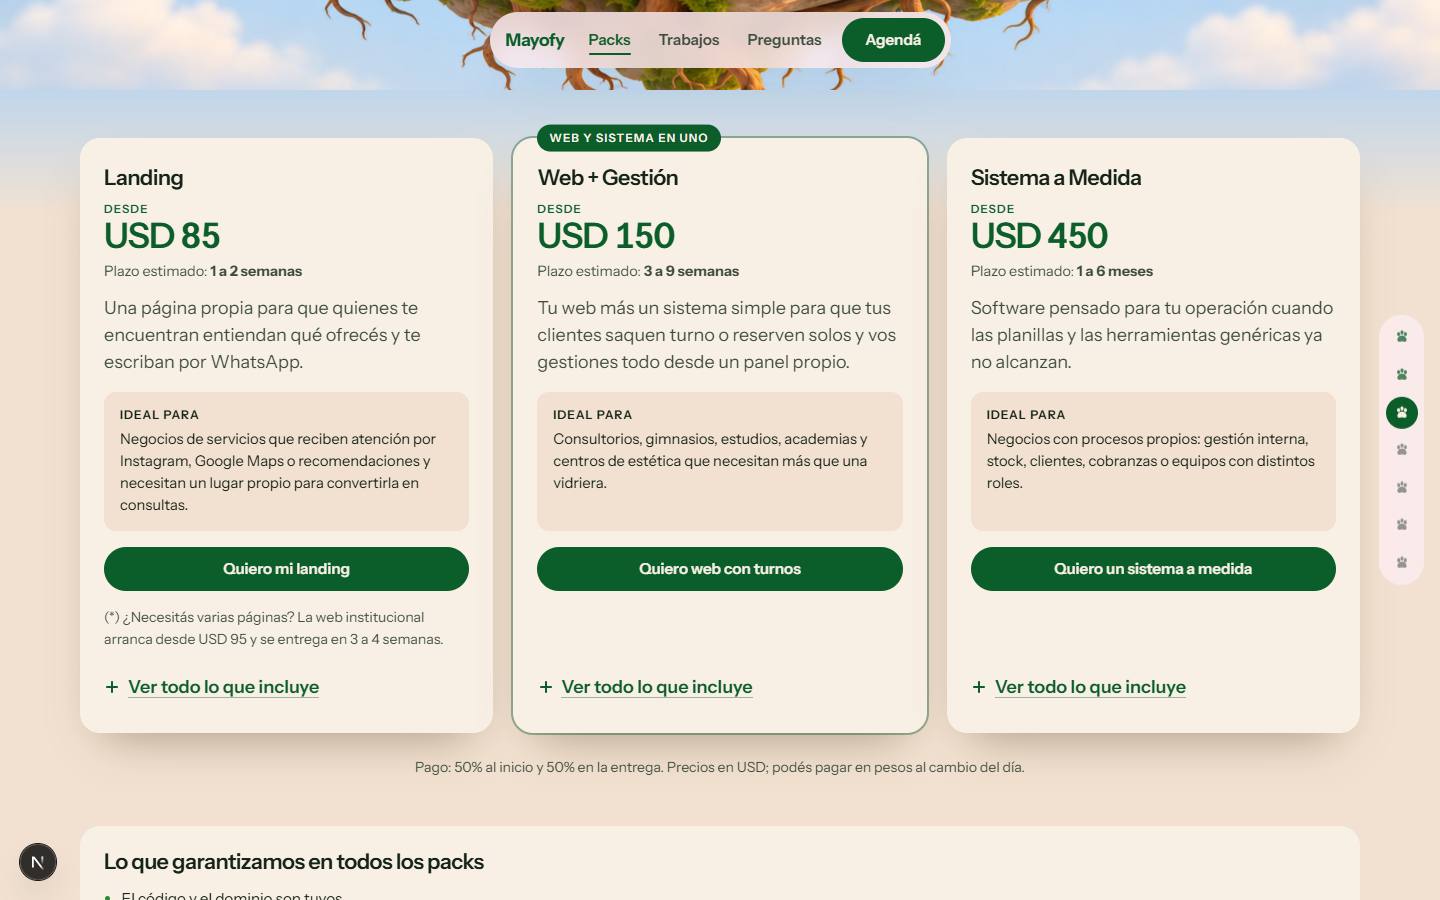 Mayofy Packs Trabajos Preguntas Agendá
Landing
DESDE
USD 85
Plazo estimado: 1 a 2 semanas
Una página propia para que quienes te
encuentran entiendan qué ofrecés y te
escriban por WhatsApp.
IDEAL PARA
Negocios de servicios que reciben atención por
Instagram, Google Maps o recomendaciones y
necesitan un lugar propio para convertirla en
consultas.
Quiero mi landing
(*) ¿Necesitás varias páginas? La web institucional
arranca desde USD 95 y se entrega en 3 a 4 semanas.
+ Ver todo lo que incluye
WEB Y SISTEMA EN UNO
Web + Gestión
DESDE
USD 150
Plazo estimado: 3 a 9 semanas
Tu web más un sistema simple para que tus
clientes saquen turno o reserven solos y vos
gestiones todo desde un panel propio.
IDEAL PARA
Consultorios, gimnasios, estudios, academias y
centros de estética que necesitan más que una
vidriera.
Quiero web con turnos
+ Ver todo lo que incluye
Sistema a Medida
DESDE
USD 450
Plazo estimado: 1 a 6 meses
Software pensado para tu operación cuando
las planillas y las herramientas genéricas ya
no alcanzan.
IDEAL PARA
Negocios con procesos propios: gestión interna,
stock, clientes, cobranzas o equipos con distintos
roles.
Quiero un sistema a medida
+ Ver todo lo que incluye
Pago: 50% al inicio y 50% en la entrega. Precios en USD; podés pagar en pesos al cambio del día.
N
Lo que garantizamos en todos los packs
• El código y el dominio son tuyos